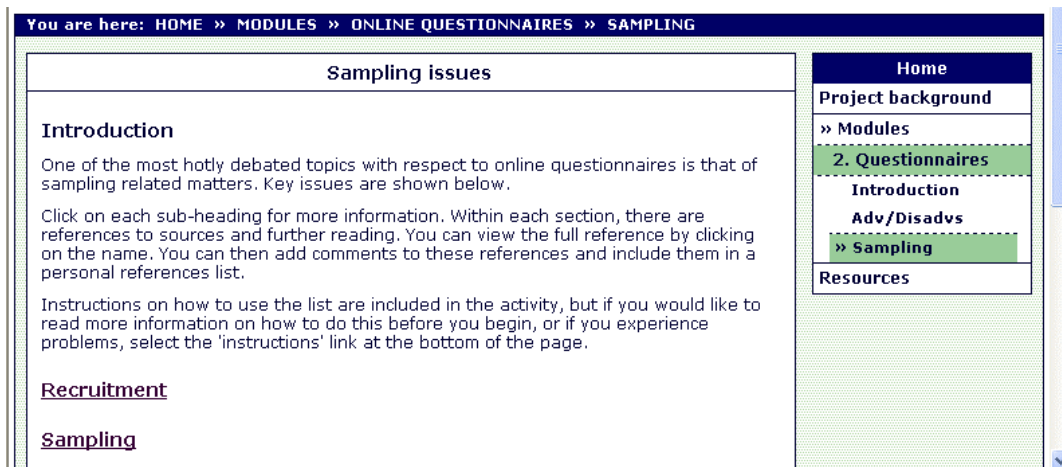 You are here: HOME » MODULES » ONLINE QUESTIONNAIRES » SAMPLING
Sampling issues
Introduction
One of the most hotly debated topics with respect to online questionnaires is that of
sampling related matters. Key issues are shown below.
Click on each sub-heading for more information. Within each section, there are
references to sources and further reading. You can view the full reference by clicking
on the name. You can then add comments to these references and include them in a
personal references list.
Instructions on how to use the list are included in the activity, but if you would like to
read more information on how to do this before you begin, or if you experience
problems, select the 'instructions' link at the bottom of the page.
Recruitment
Sampling
Home
Project background
» Modules
2. Questionnaires
Introduction
Adv/Disadvs
» Sampling
Resources